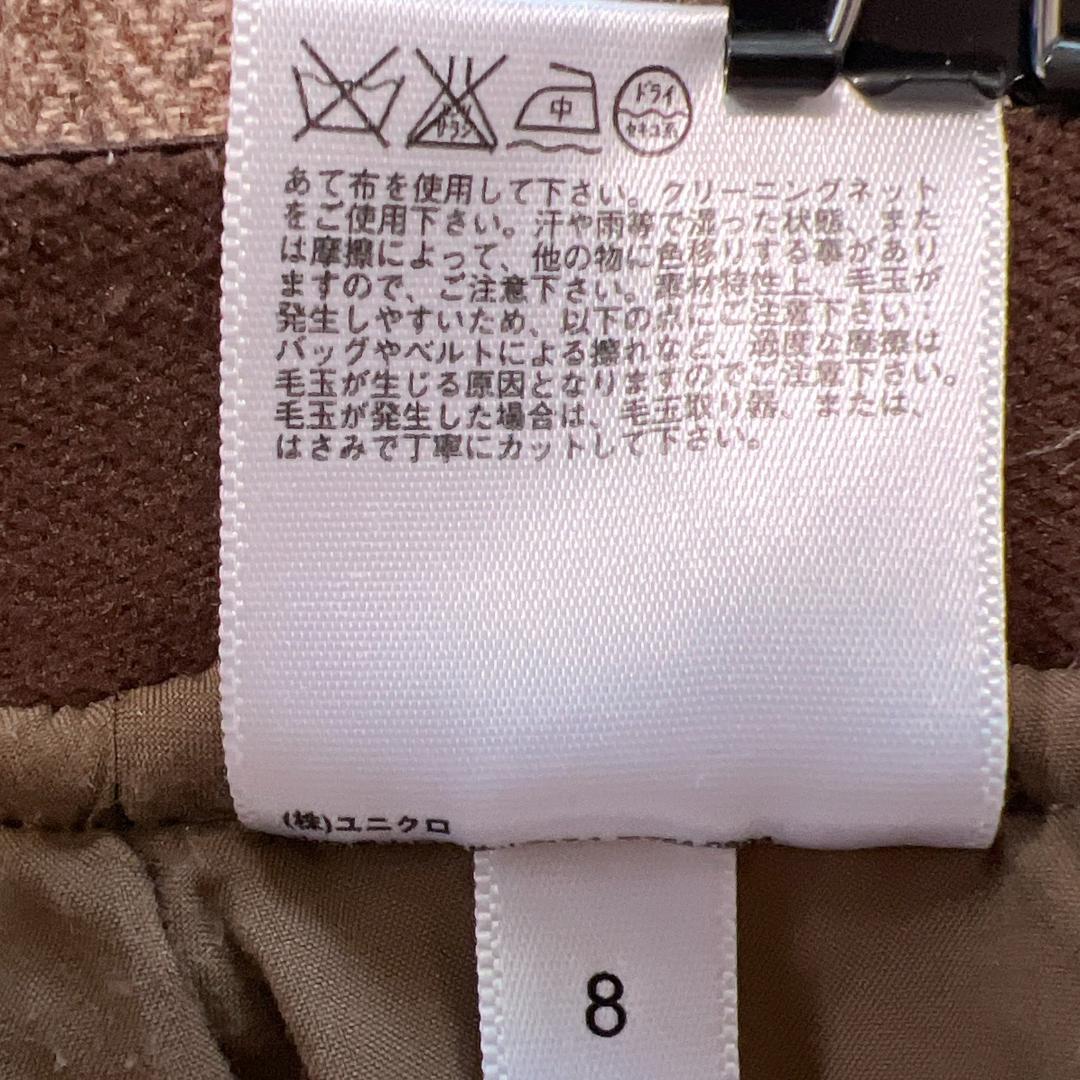 エンソサラシ
中
ドライ
セキユ系
あて布を使用して下さい。クリーニングネット
をご使用下さい。汗や雨等で湿った状態、また
は摩擦によって、他の物に色移りする事があり
ますので、ご注意下さい。素材特性上、毛玉が
発生しやすいため、以下の点にご注意下さい：
バッグやベルトによる擦れなど、過度な摩擦は
毛玉が生じる原因となりますのでご注意下さい。
毛玉が発生した場合は、毛玉取り器、または、
はさみで丁寧にカットして下さい。
(株)ユニクロ
8